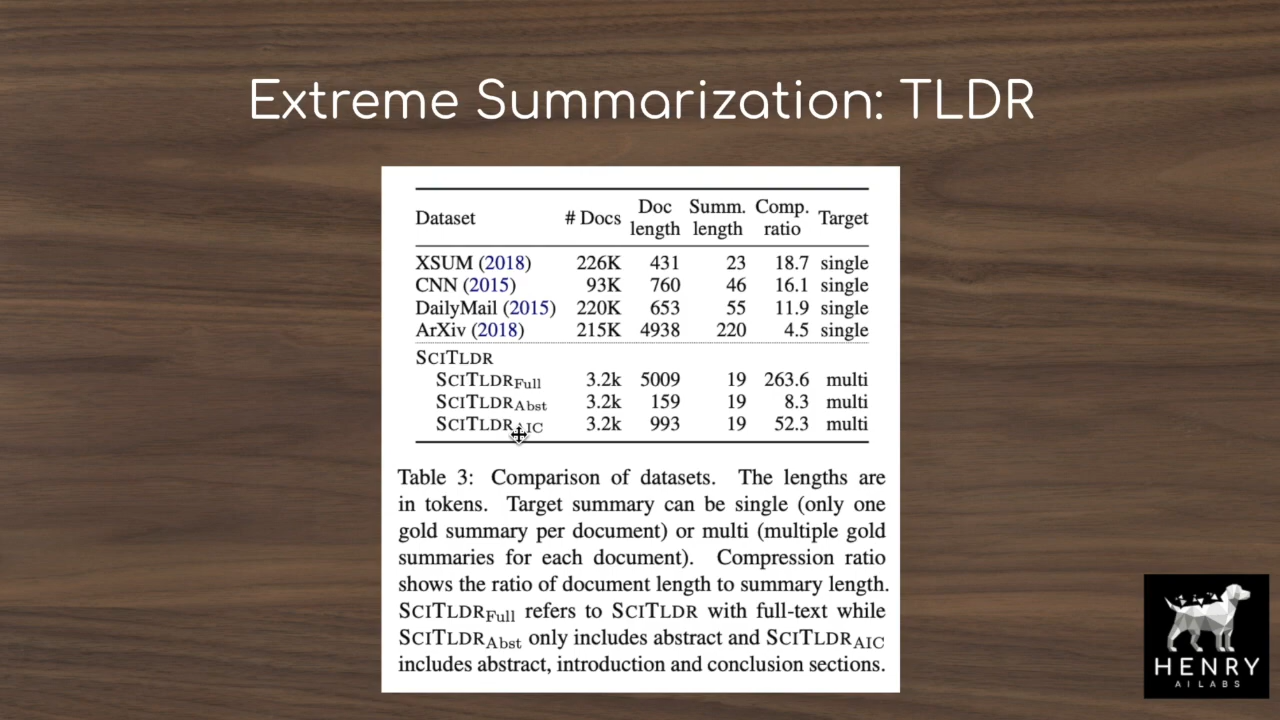 Extreme Summarization: TLDR
Dataset # Docs Doc length Summ. length Comp. ratio Target
XSUM (2018) 226K 431 23 18.7 single
CNN (2015) 93K 760 46 16.1 single
DailyMail (2015) 220K 653 55 11.9 single
ArXiv (2018) 215K 4938 220 4.5 single
SCITLDR
SCITLDRFull 3.2k 5009 19 263.6 multi
SCITLDRAbst 3.2k 159 19 8.3 multi
SCITLDRAIC 3.2k 993 19 52.3 multi
Table 3: Comparison of datasets. The lengths are
in tokens. Target summary can be single (only one
gold summary per document) or multi (multiple gold
summaries for each document). Compression ratio
shows the ratio of document length to summary length.
SCITLDRFull refers to SCITLDR with full-text while
SCITLDRAbst only includes abstract and SCITLDRAIC
includes abstract, introduction and conclusion sections.
HENRY
AI LABS